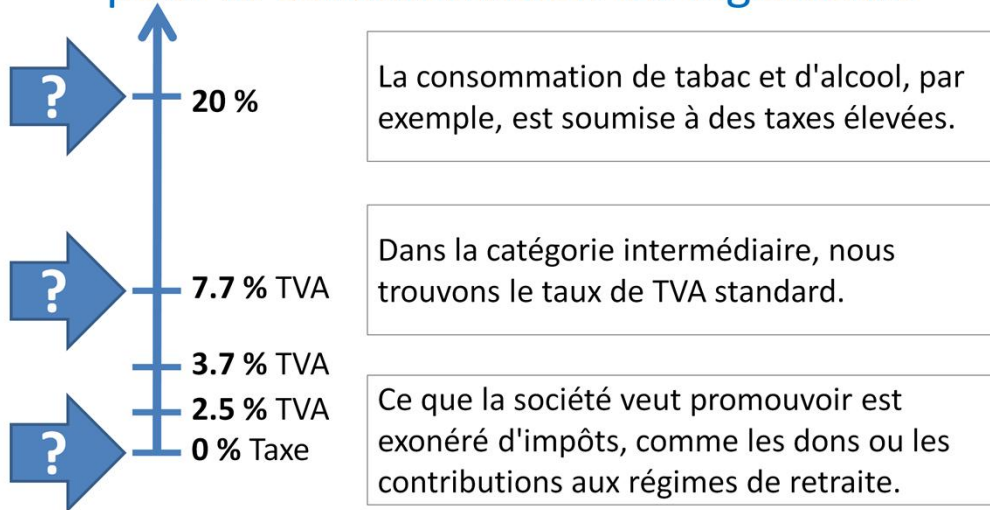 ?
20 %
La consommation de tabac et d'alcool, par
exemple, est soumise à des taxes élevées.
?
7.7 % TVA
Dans la catégorie intermédiaire, nous
trouvons le taux de TVA standard.
3.7 % TVA
2.5 % TVA
?
0 % Taxe
Ce que la société veut promouvoir est
exonéré d'impôts, comme les dons ou les
contributions aux régimes de retraite.